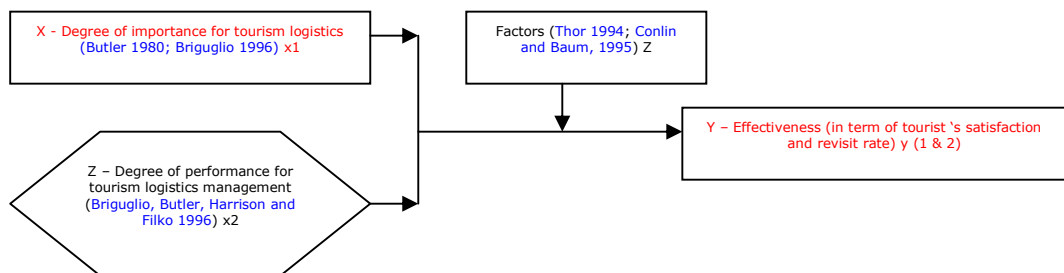 X - Degree of importance for tourism logistics
(Butler 1980; Briguglio 1996) x1
Factors (Thor 1994; Conlin
and Baum, 1995) Z
Y – Effectiveness (in term of tourist ‘s satisfaction
and revisit rate) y (1 & 2)
Z – Degree of performance for
tourism logistics management
(Briguglio, Butler, Harrison and
Filko 1996) x2